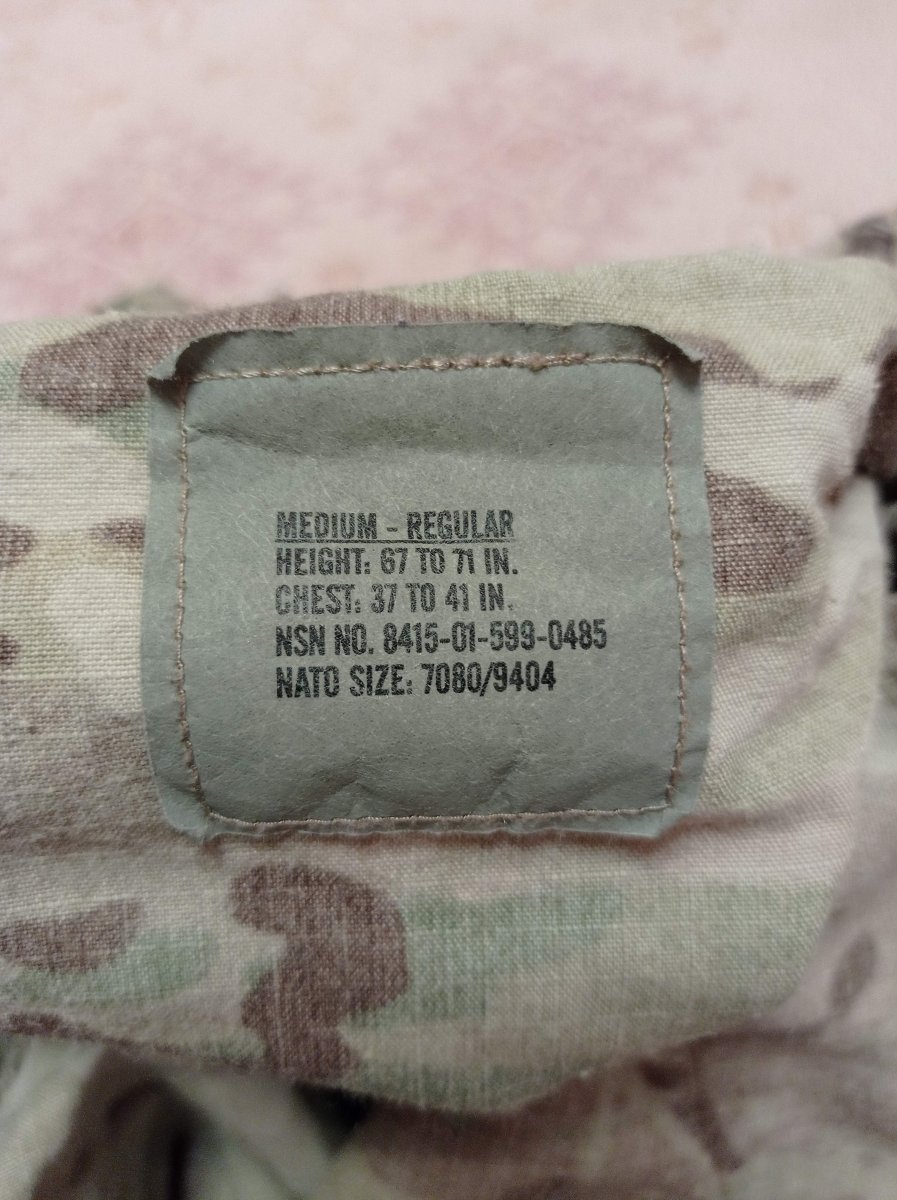 MEDIUM - REGULAR
HEIGHT: 67 TO 71 IN.
CHEST: 37 TO 41 IN.
NSN NO. 8415-01-599-0485
NATO SIZE: 7080/9404